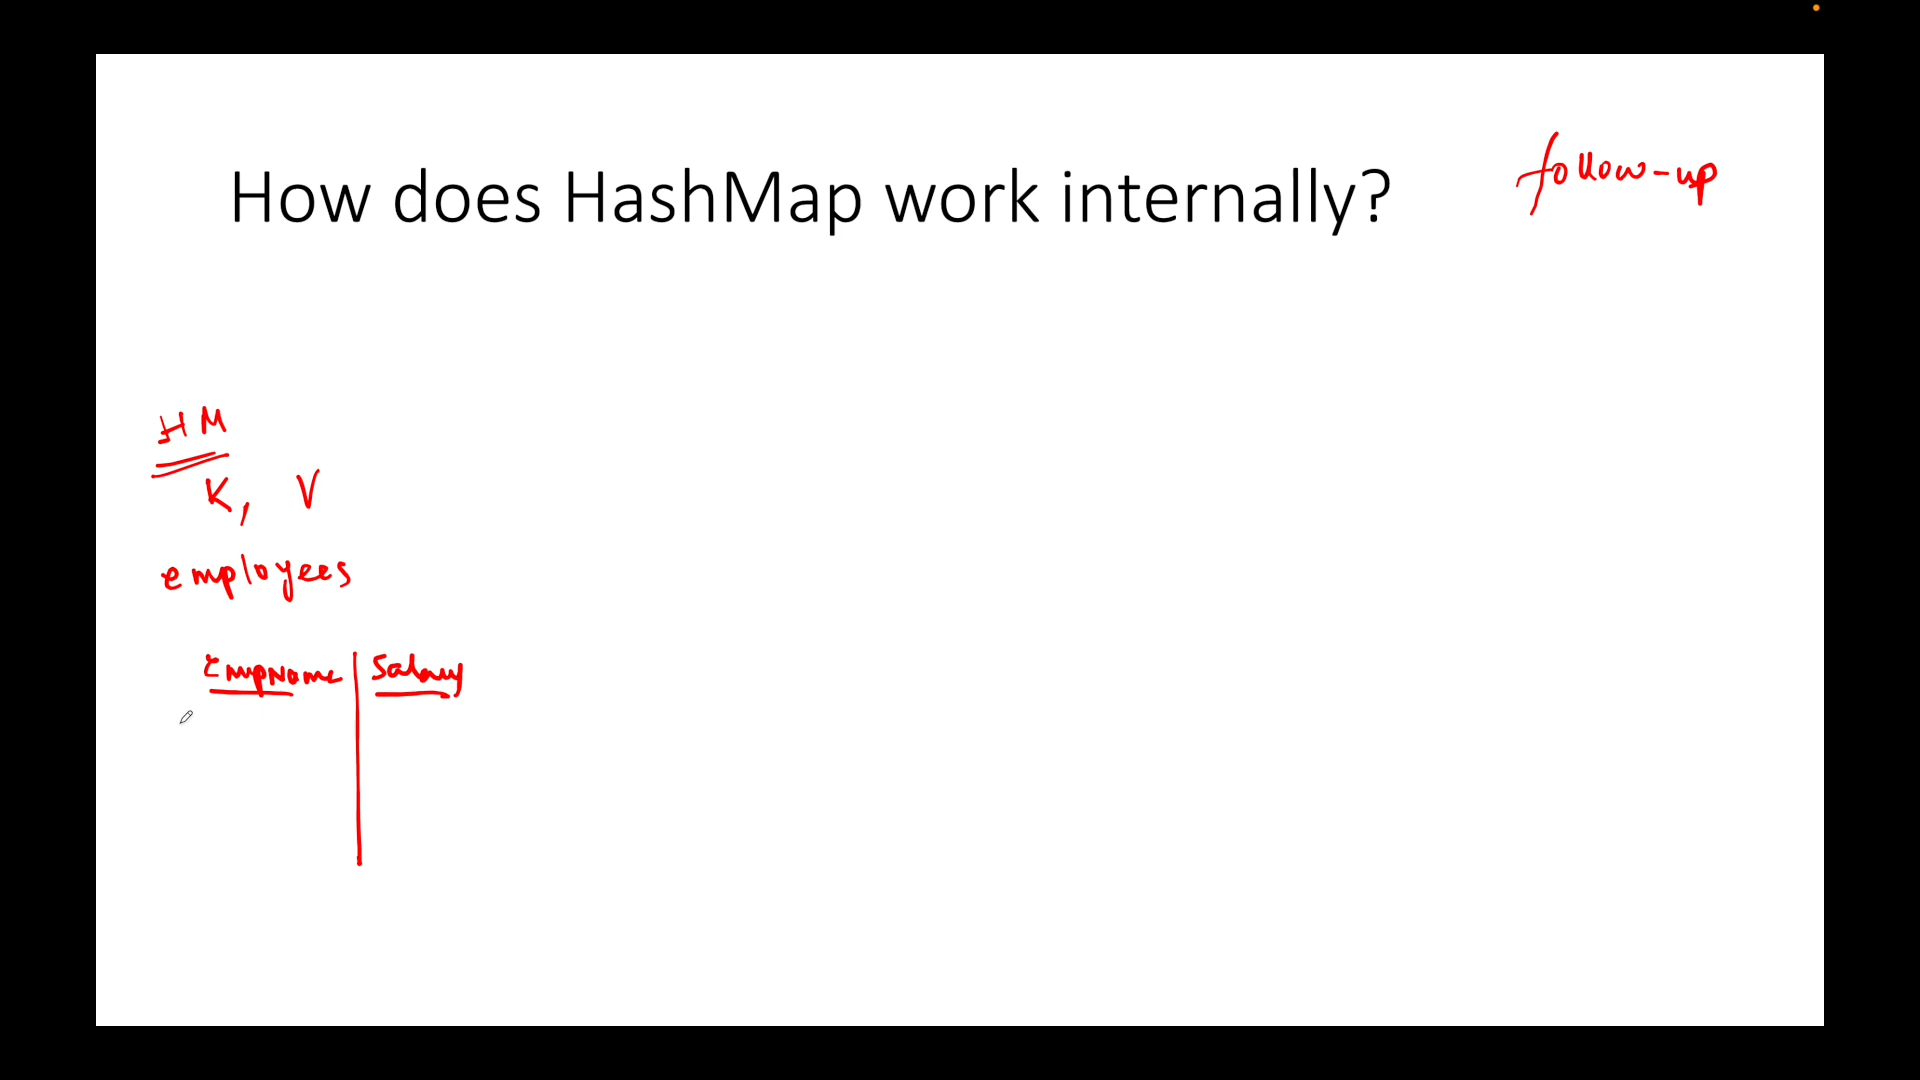 How does HashMap work internally?
follow-up
HM
K, V
employees
EmpName Salary